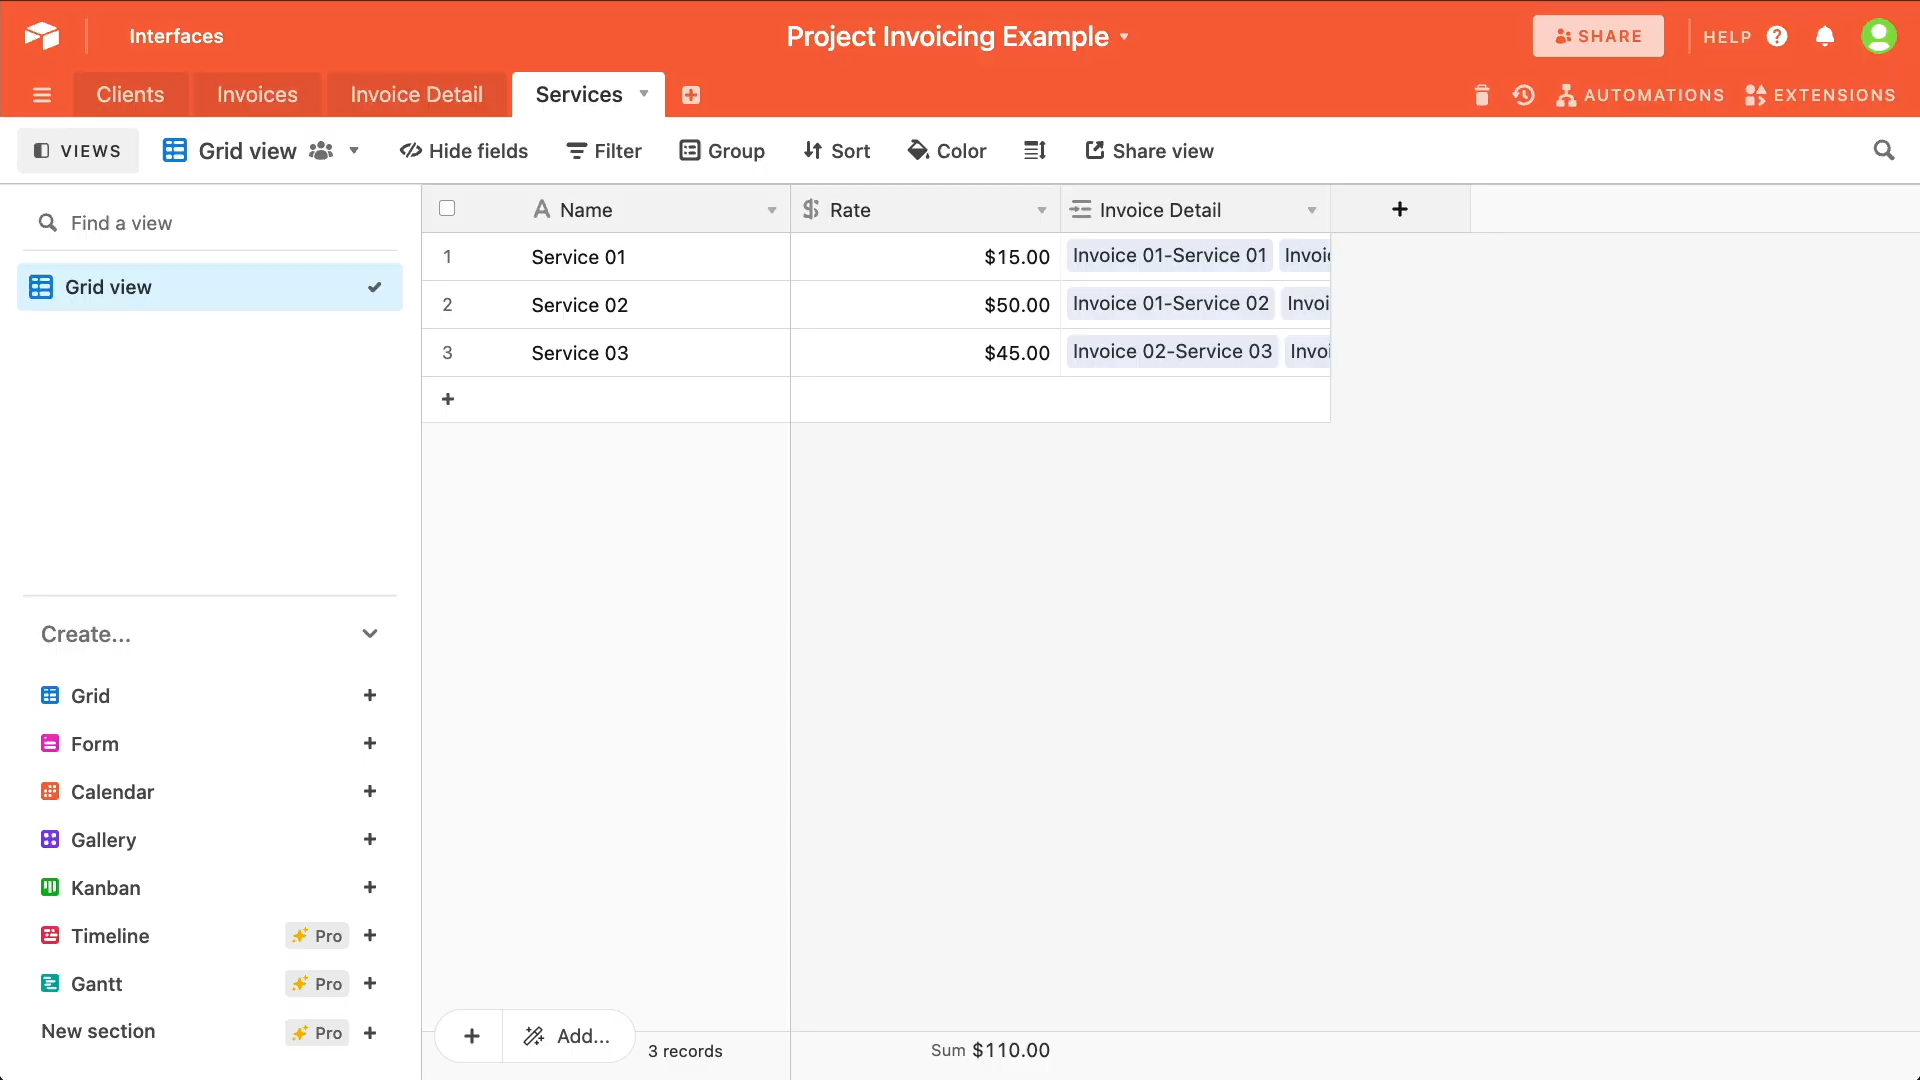 Interfaces
Project Invoicing Example
SHARE
HELP
Clients
Invoices
Invoice Detail
Services
AUTOMATIONS
EXTENSIONS
VIEWS
Grid view
Hide fields
Filter
Group
Sort
Color
Share view
Find a view
Grid view
Name
Rate
Invoice Detail
1 Service 01 $15.00 Invoice 01-Service 01
2 Service 02 $50.00 Invoice 01-Service 02
3 Service 03 $45.00 Invoice 02-Service 03
Create...
Grid
Form
Calendar
Gallery
Kanban
Timeline Pro
Gantt Pro
New section Pro
Add...
3 records
Sum $110.00